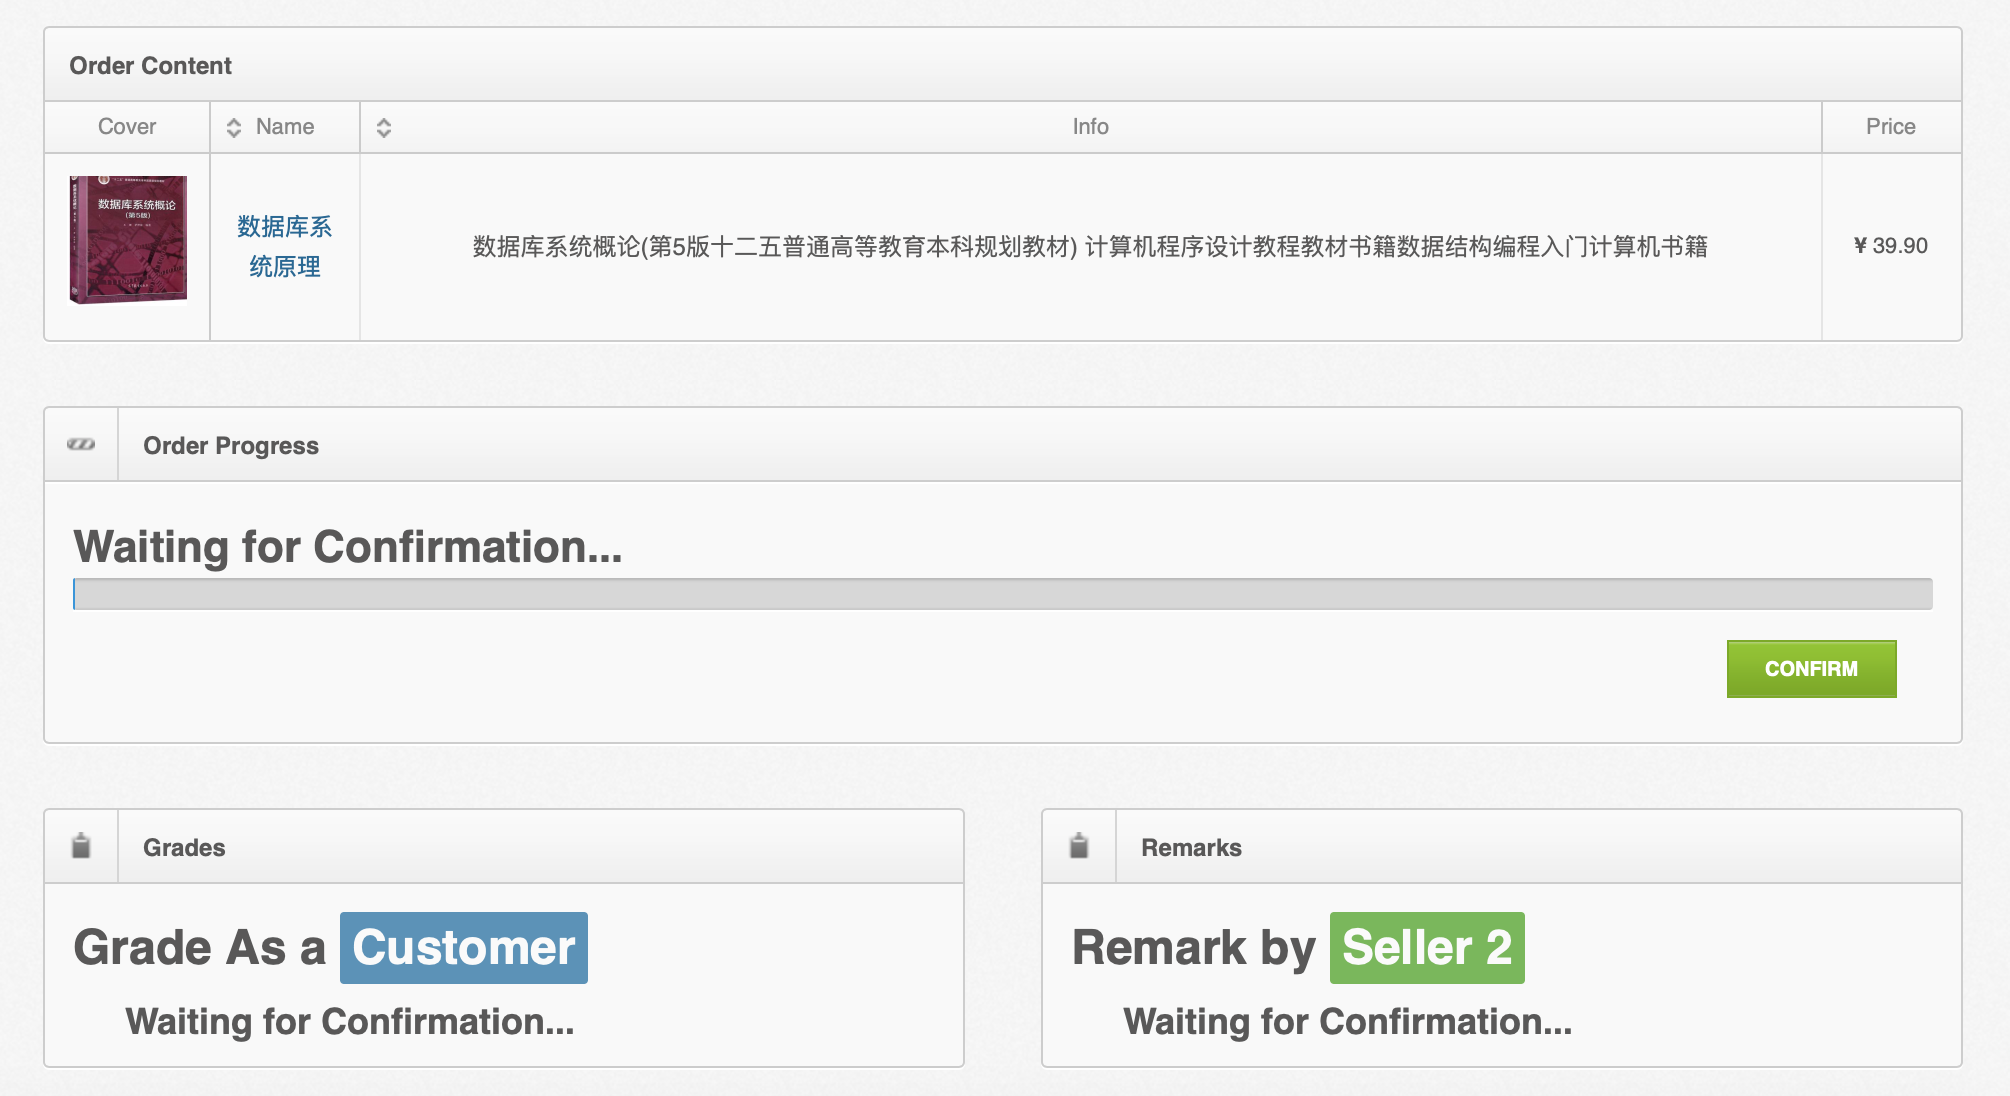 Order Content
Cover
Name
Info
Price
数据库系统概论
(第5版)
数据库系
统原理
数据库系统概论(第5版十二五普通高等教育本科规划教材) 计算机程序设计教程教材书籍数据结构编程入门计算机书籍
¥ 39.90
Order Progress
Waiting for Confirmation...
CONFIRM
Grades
Grade As a Customer
Waiting for Confirmation...
Remarks
Remark by Seller 2
Waiting for Confirmation...